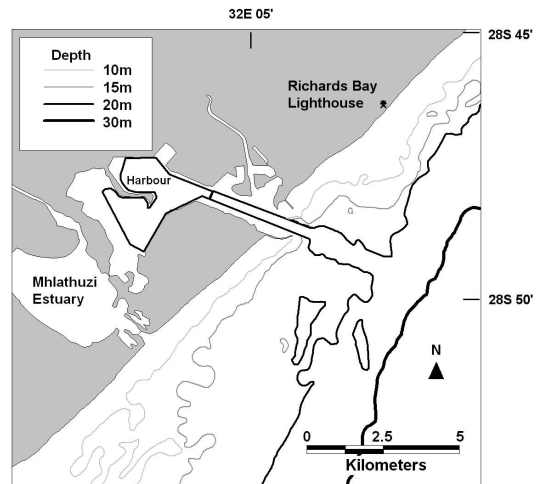 32E 05'
28S 45'
Depth
10m
15m
20m
30m
Richards Bay
Lighthouse
Harbour
Mhlathuzi
Estuary
28S 50'
N
0 2.5 5
Kilometers